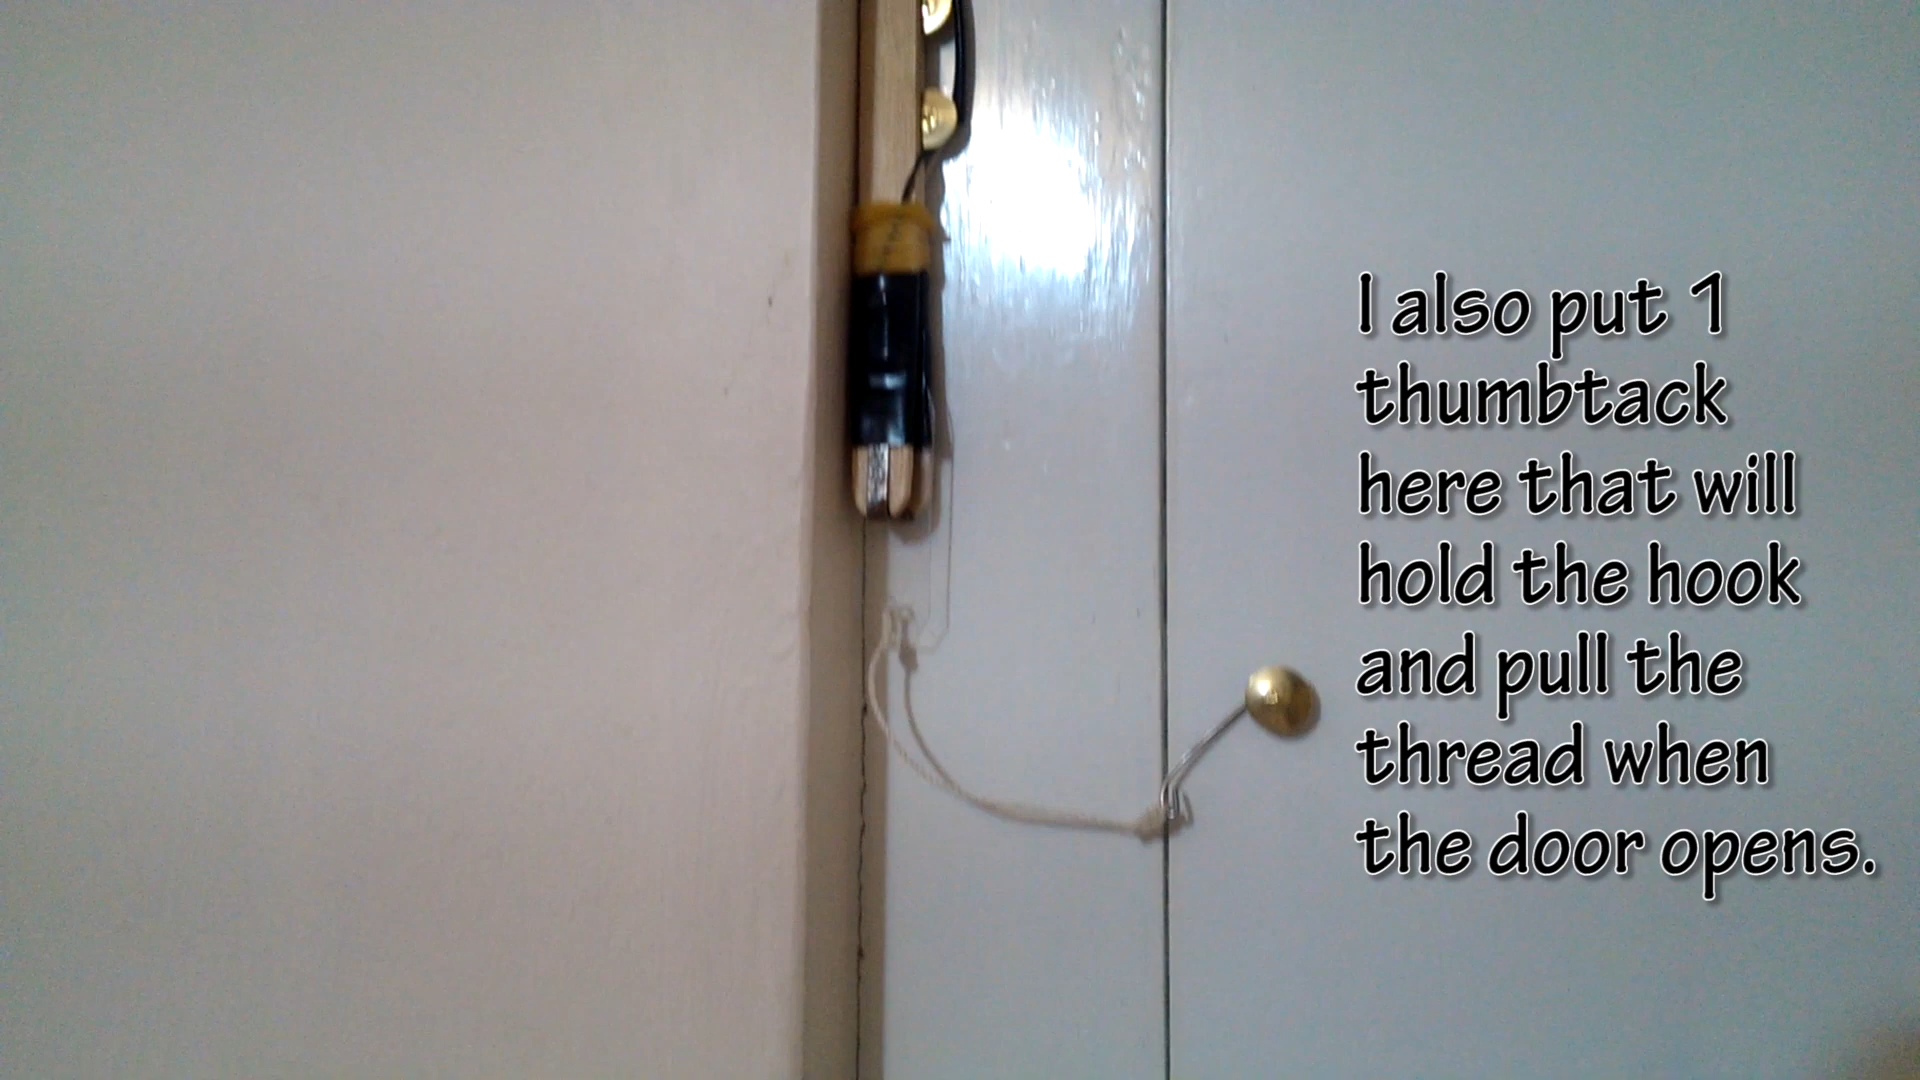 I also put 1
thumbtack
here that will
hold the hook
and pull the
thread when
the door opens.